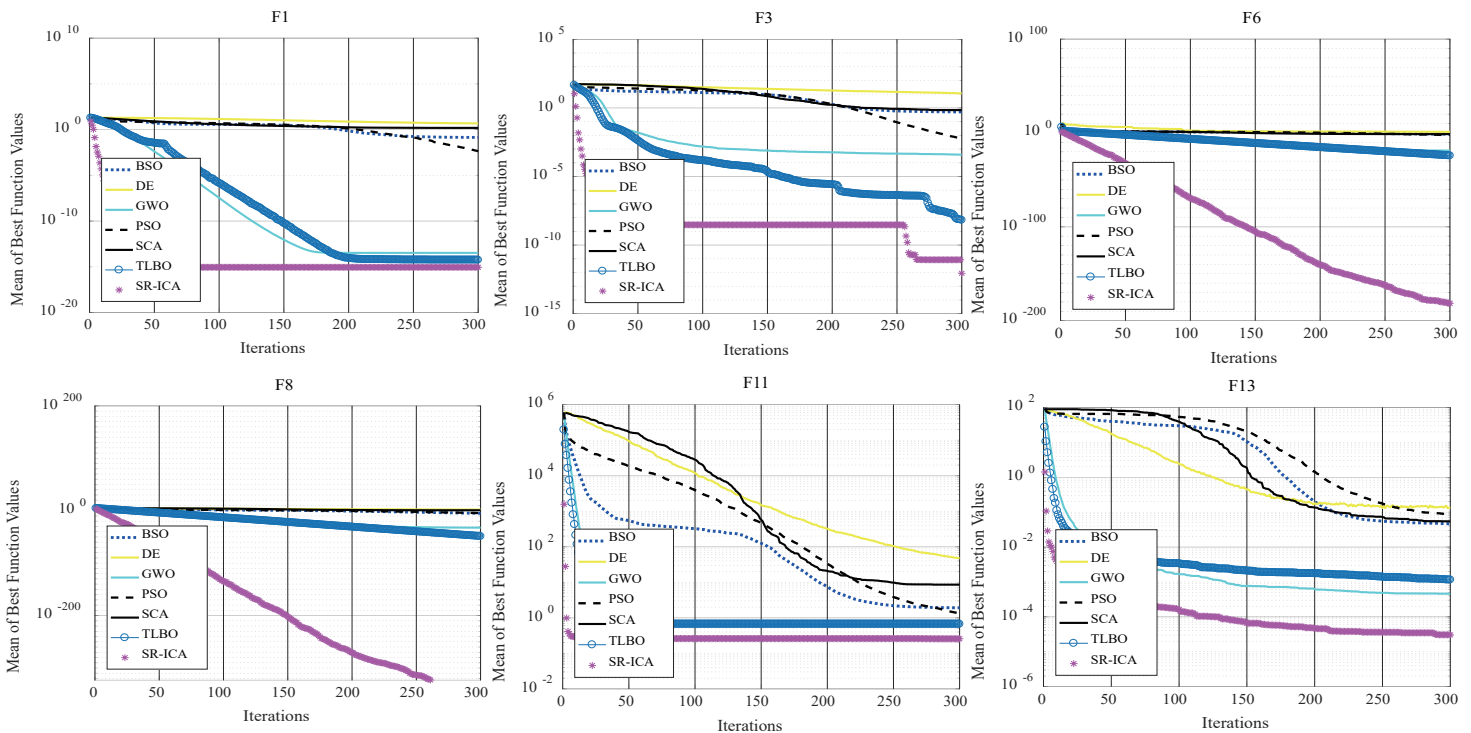 F1
10 10
10 0
10 -10
10 -20
Mean of Best Function Values
BSO
DE
GWO
PSO
SCA
TLBO
SR-ICA
0 50 100 150 200 250 300
Iterations
F3
10 5
10 0
10 -5
10 -10
10 -15
Mean of Best Function Values
BSO
DE
GWO
PSO
SCA
TLBO
SR-ICA
0 50 100 150 200 250 300
Iterations
F6
10 100
10 0
10 -100
10 -200
Mean of Best Function Values
BSO
DE
GWO
PSO
SCA
TLBO
SR-ICA
0 50 100 150 200 250 300
Iterations
F8
10 200
10 0
10 -200
Mean of Best Function Values
BSO
DE
GWO
PSO
SCA
TLBO
SR-ICA
0 50 100 150 200 250 300
Iterations
F11
10 6
10 4
10 2
10 0
10 -2
Mean of Best Function Values
BSO
DE
GWO
PSO
SCA
TLBO
SR-ICA
0 50 100 150 200 250 300
Iterations
F13
10 2
10 0
10 -2
10 -4
10 -6
Mean of Best Function Values
BSO
DE
GWO
PSO
SCA
TLBO
SR-ICA
0 50 100 150 200 250 300
Iterations